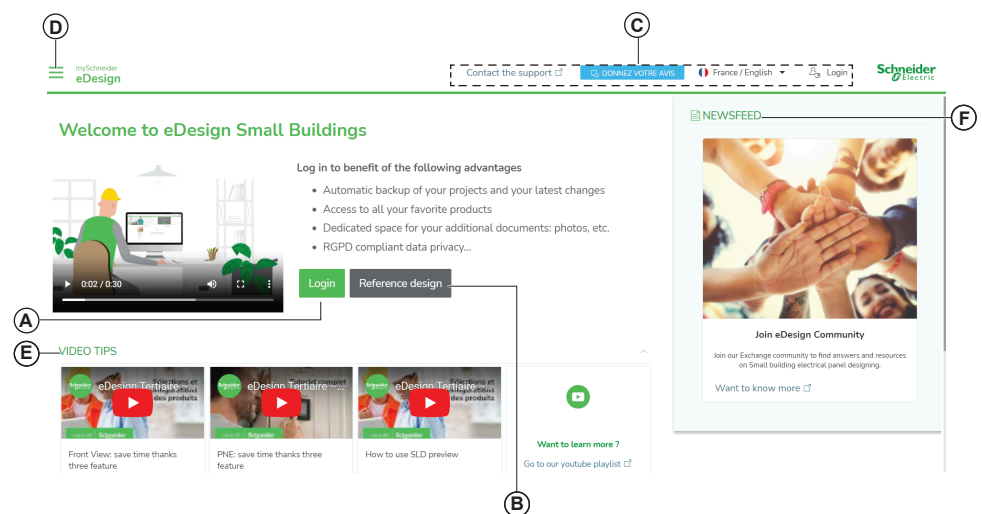 D
C
mySchneider
eDesign
Contact the support
DONNEZ VOTRE AVIS
France / English
Login
Schneider
Electric
Welcome to eDesign Small Buildings
Log in to benefit of the following advantages
• Automatic backup of your projects and your latest changes
• Access to all your favorite products
• Dedicated space for your additional documents: photos, etc.
• RGPD compliant data privacy...
0:02 / 0:30
Login
Reference design
A
NEWSFEED
F
Join eDesign Community
Join our Exchange community to find answers and resources
on Small building electrical panel designing.
Want to know more
E
VIDEO TIPS
eDesign Tertiaire
des produits
Front View: save time thanks
three feature
eDesign Tertiaire
PNE: save time thanks three
feature
eDesign Tertiaire
des produits
How to use SLD preview
Want to learn more ?
Go to our youtube playlist
B